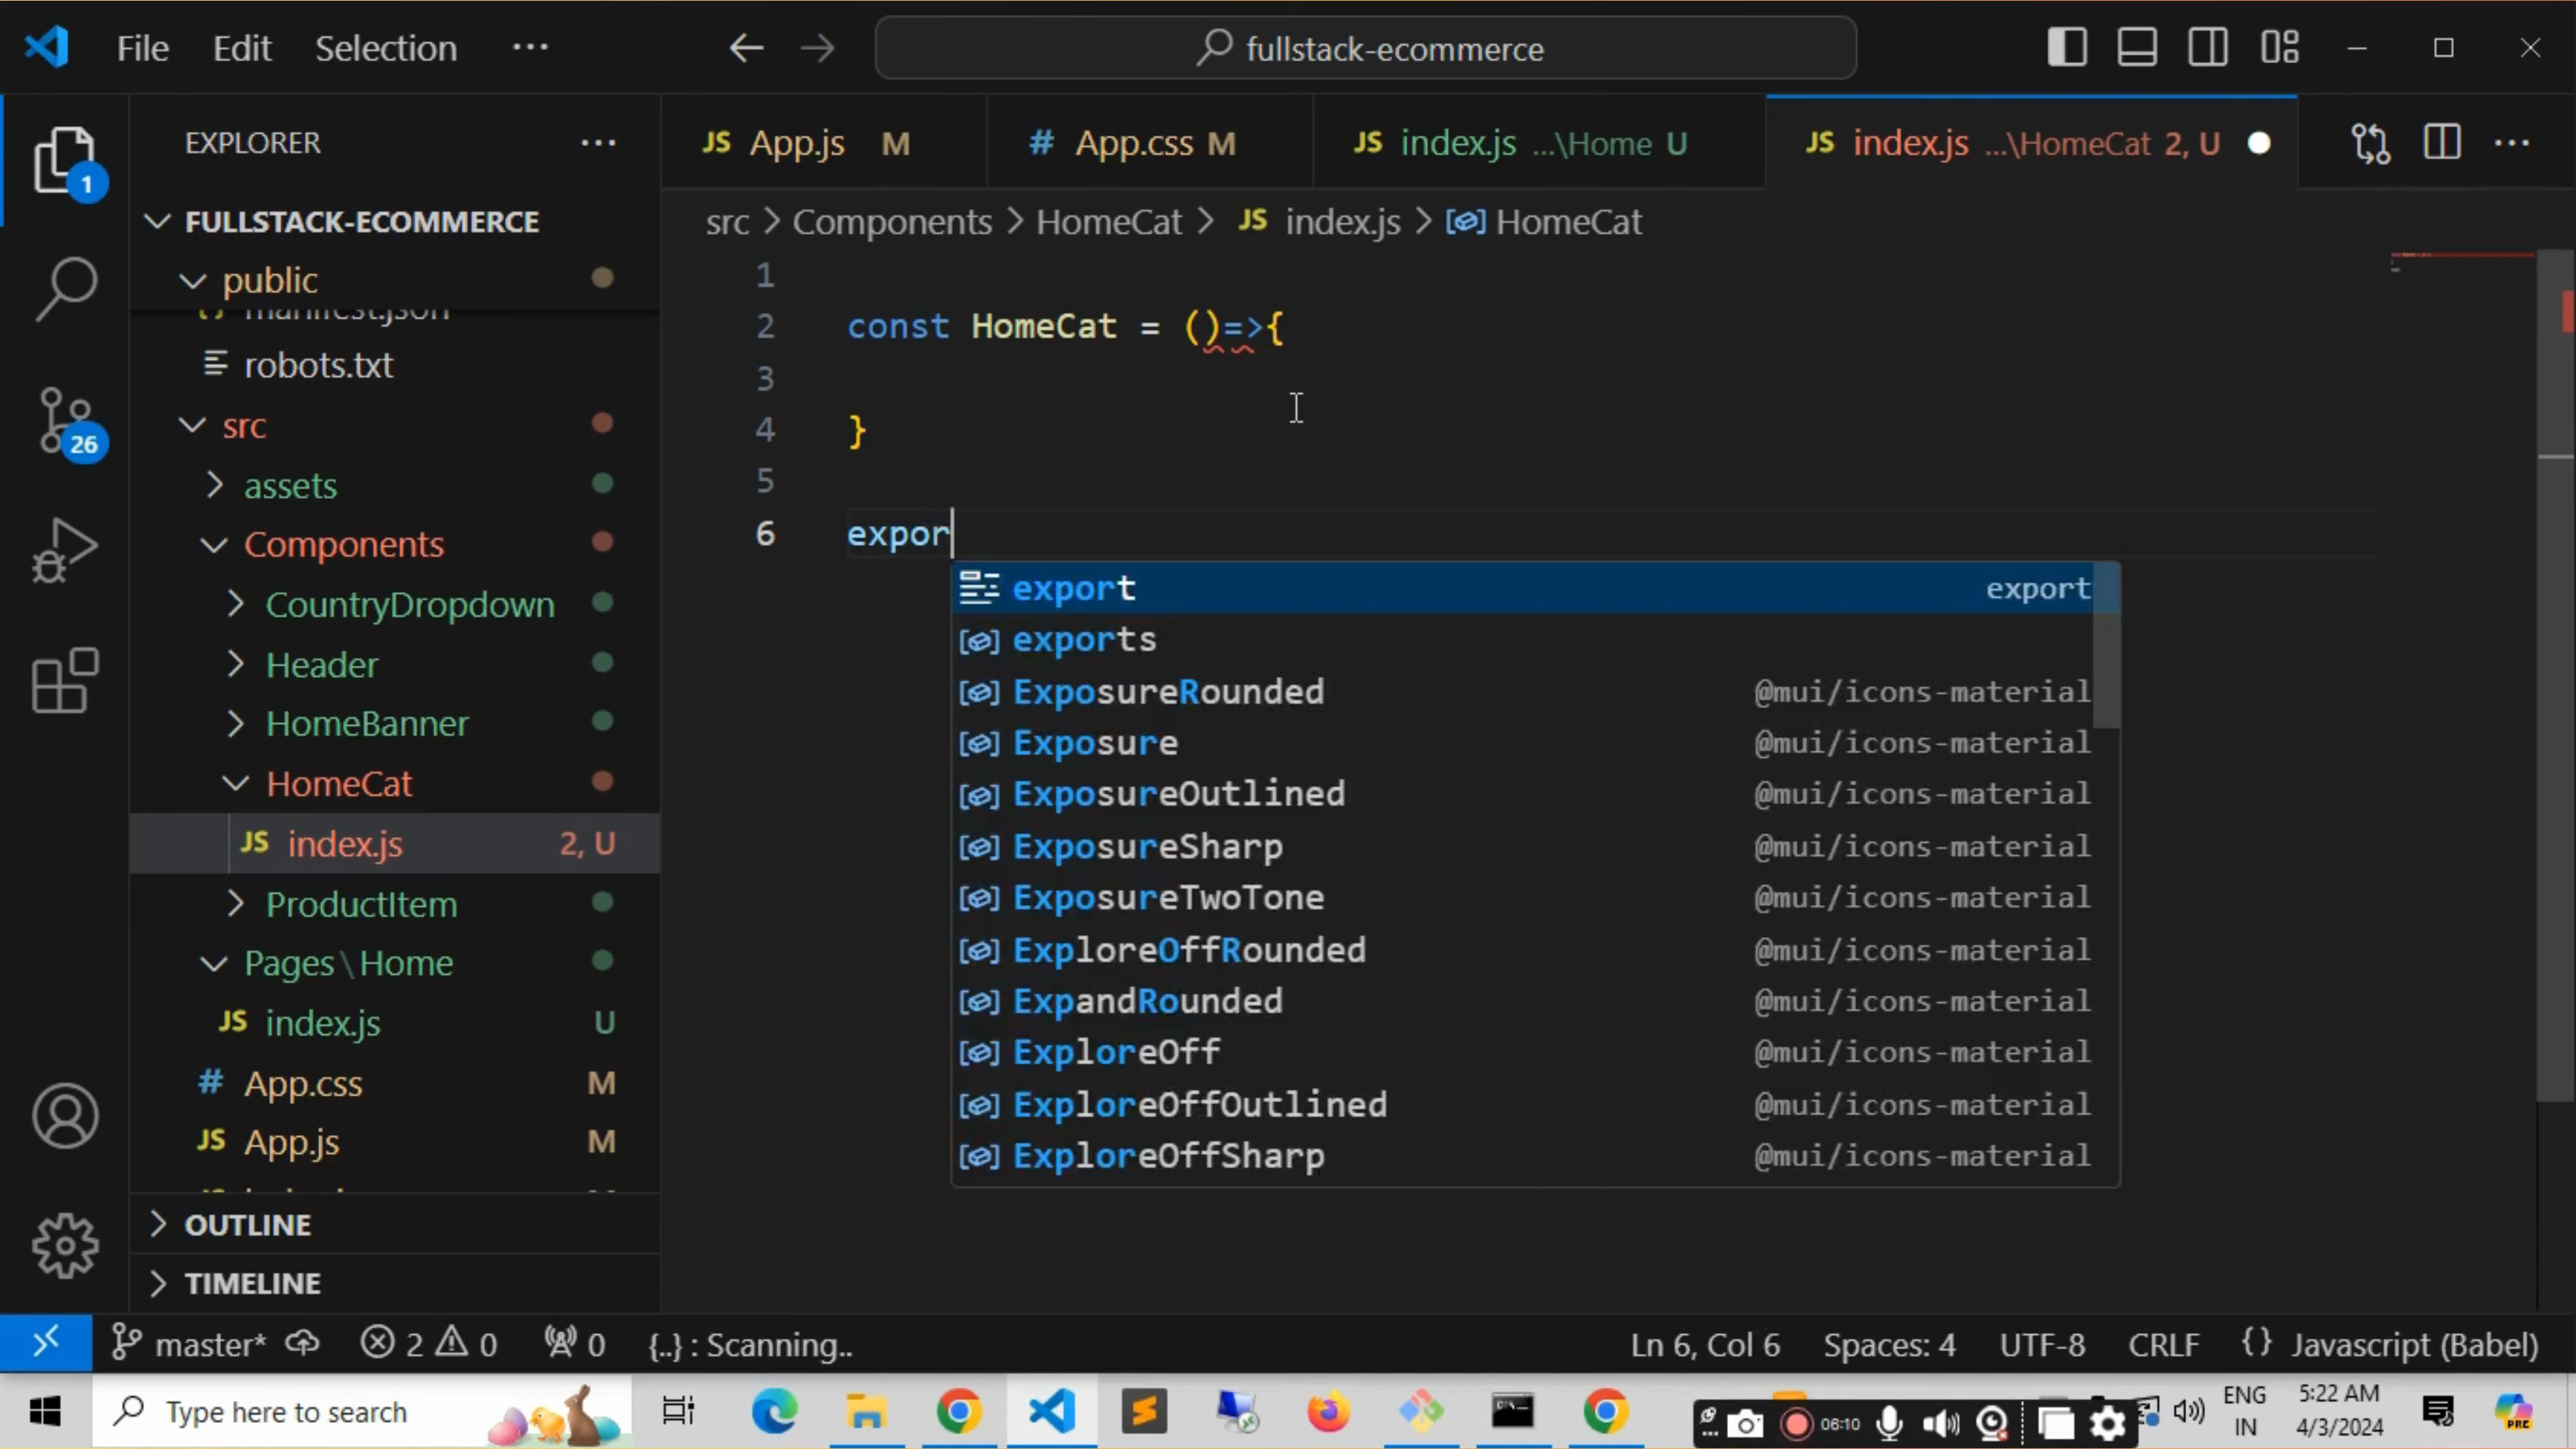 File Edit Selection ···
fullstack-ecommerce
EXPLORER
1
26
FULLSTACK-ECOMMERCE
public
manifest.json
robots.txt
src
assets
Components
CountryDropdown
Header
HomeBanner
HomeCat
JS index.js 2, U
ProductItem
Pages\Home
JS index.js U
# App.css M
JS App.js M
OUTLINE
TIMELINE
JS App.js M
# App.css M
JS index.js ...\Home U
JS index.js ...\HomeCat 2, U
src > Components > HomeCat > JS index.js > HomeCat
1
2 const HomeCat = ()=>{
3
4 }
5
6 expor
export export
exports
ExposureRounded @mui/icons-material
Exposure @mui/icons-material
ExposureOutlined @mui/icons-material
ExposureSharp @mui/icons-material
ExposureTwoTone @mui/icons-material
ExploreOffRounded @mui/icons-material
ExpandRounded @mui/icons-material
ExploreOff @mui/icons-material
ExploreOffOutlined @mui/icons-material
ExploreOffSharp @mui/icons-material
master* 2 0 0 {..} : Scanning.. Ln 6, Col 6 Spaces: 4 UTF-8 CRLF {} Javascript (Babel)
Type here to search
06:10
ENG
IN
5:22 AM
4/3/2024
PRE